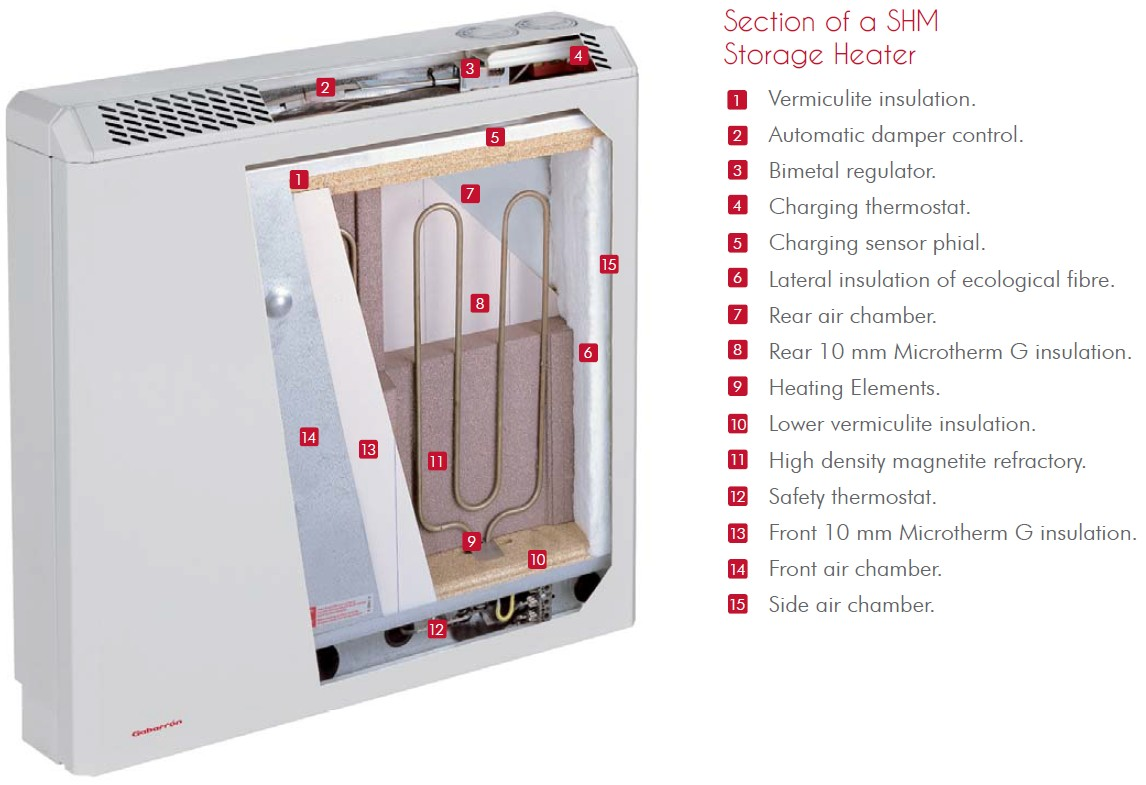 Section of a SHM
Storage Heater
1 Vermiculite insulation.
2 Automatic damper control.
3 Bimetal regulator.
4 Charging thermostat.
5 Charging sensor phial.
6 Lateral insulation of ecological fibre.
7 Rear air chamber.
8 Rear 10 mm Microtherm G insulation.
9 Heating Elements.
10 Lower vermiculite insulation.
11 High density magnetite refractory.
12 Safety thermostat.
13 Front 10 mm Microtherm G insulation.
14 Front air chamber.
15 Side air chamber.
4
3
2
5
1
7
15
8
6
14
13
11
9
10
12
Gabarrón